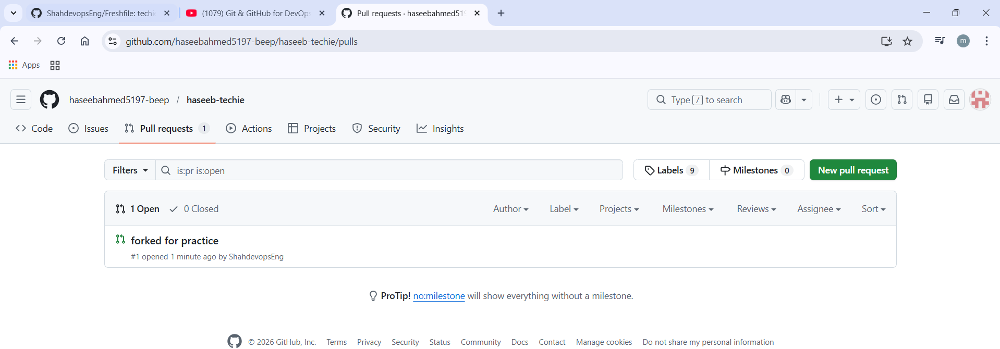 ShahdevopsEng/Freshfile: techie
(1079) Git & GitHub for DevOps
Pull requests · haseebahmed519
github.com/haseebahmed5197-beep/haseeb-techie/pulls
m
Apps
haseebahmed5197-beep / haseeb-techie
Type / to search
Code
Issues
Pull requests 1
Actions
Projects
Security
Insights
Filters
is:pr is:open
Labels 9
Milestones 0
New pull request
1 Open
0 Closed
Author
Label
Projects
Milestones
Reviews
Assignee
Sort
forked for practice
#1 opened 1 minute ago by ShahdevopsEng
ProTip! no:milestone will show everything without a milestone.
© 2026 GitHub, Inc.
Terms
Privacy
Security
Status
Community
Docs
Contact
Manage cookies
Do not share my personal information